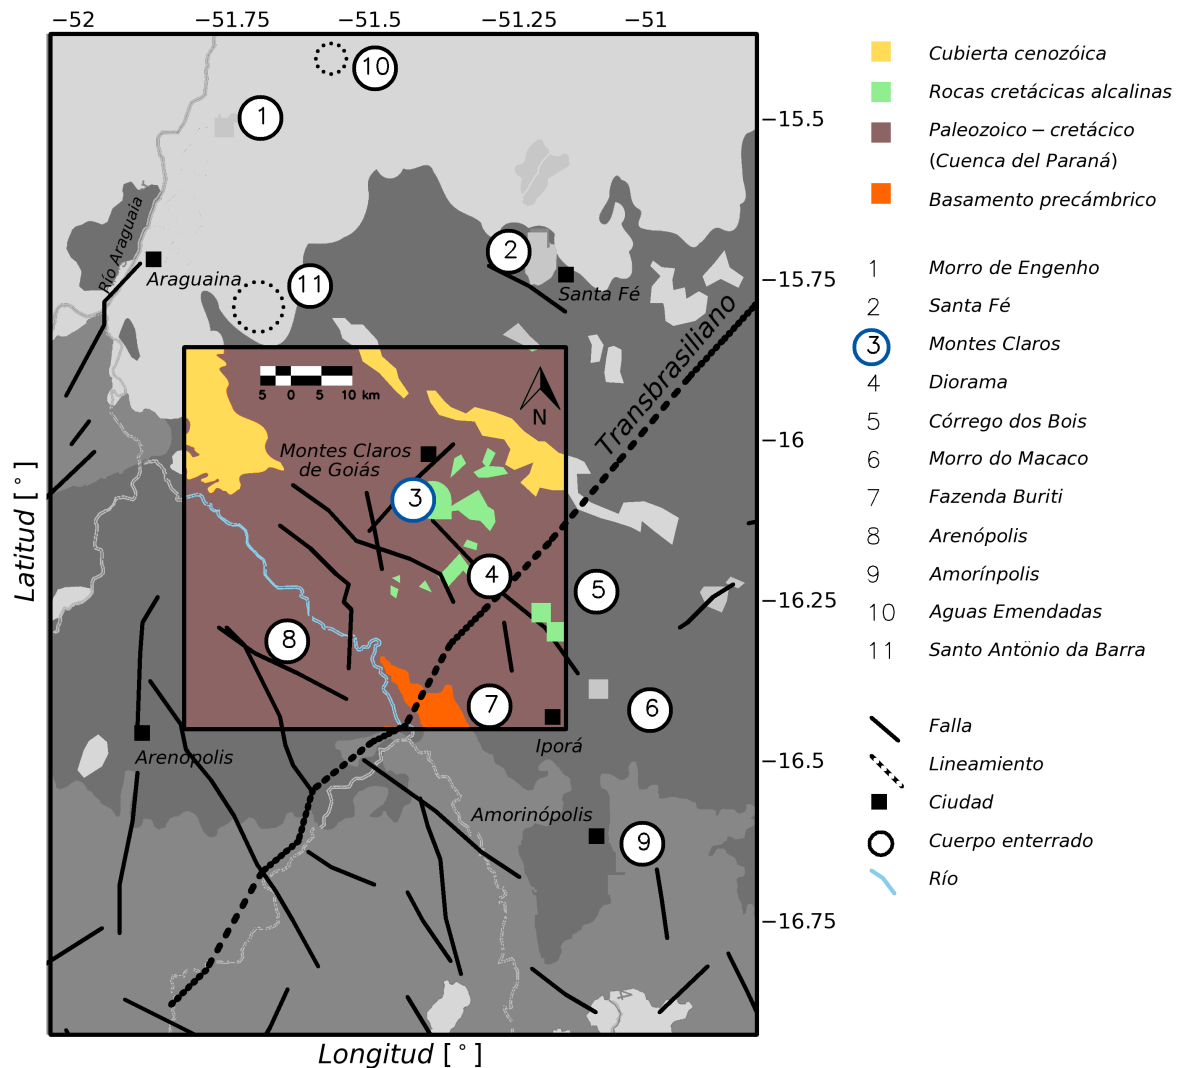 −52 −51.75 −51.5 −51.25 −51
10
1
−15.5
Río Araguaia
2
Araguaina
11
Santa Fé
−15.75
Transbrasiliano
5 0 5 10 km
N
−16
Montes Claros
de Goiás
3
4
5
−16.25
8
7
6
Iporá
Arenópolis
−16.5
Amorinópolis
9
−16.75
Latitud [°]
Longitud [°]
Cubierta cenozóica
Rocas cretácicas alcalinas
Paleozoico − cretácico
(Cuenca del Paraná)
Basamento precámbrico
1 Morro de Engenho
2 Santa Fé
3 Montes Claros
4 Diorama
5 Córrego dos Bois
6 Morro do Macaco
7 Fazenda Buriti
8 Arenópolis
9 Amorínpolis
10 Aguas Emendadas
11 Santo Antönio da Barra
Falla
Lineamiento
Ciudad
Cuerpo enterrado
Río